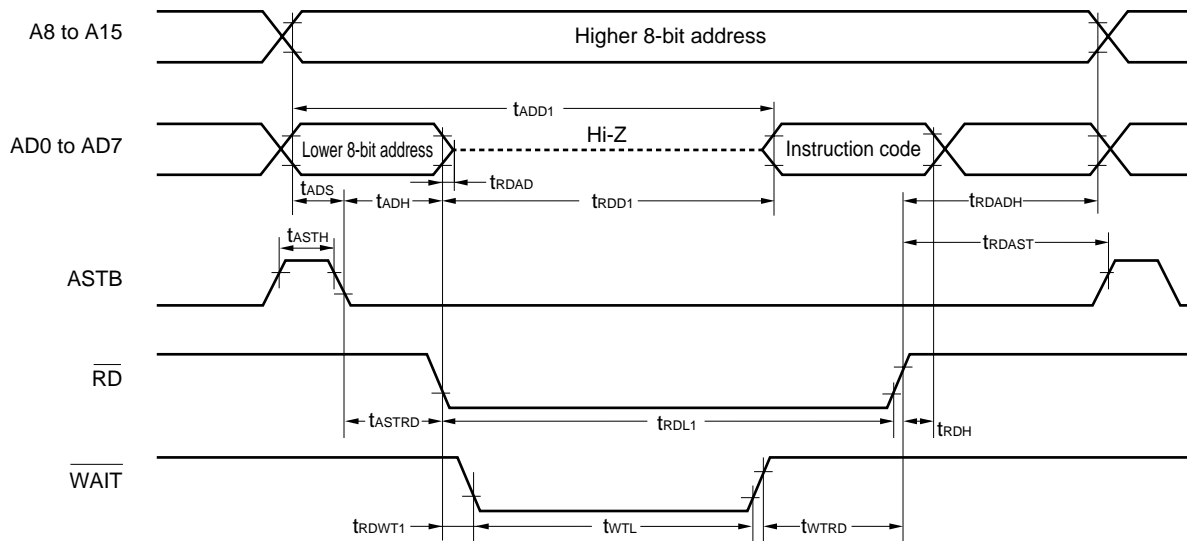 A8 to A15
Higher 8-bit address
tADD1
AD0 to AD7
Lower 8-bit address
Hi-Z
Instruction code
tRDAD
tADS
tADH
tRDD1
tRDADH
tASTH
tRDAST
ASTB
RD
tASTRD
tRDL1
tRDH
WAIT
tRDWT1
tWTL
tWTRD